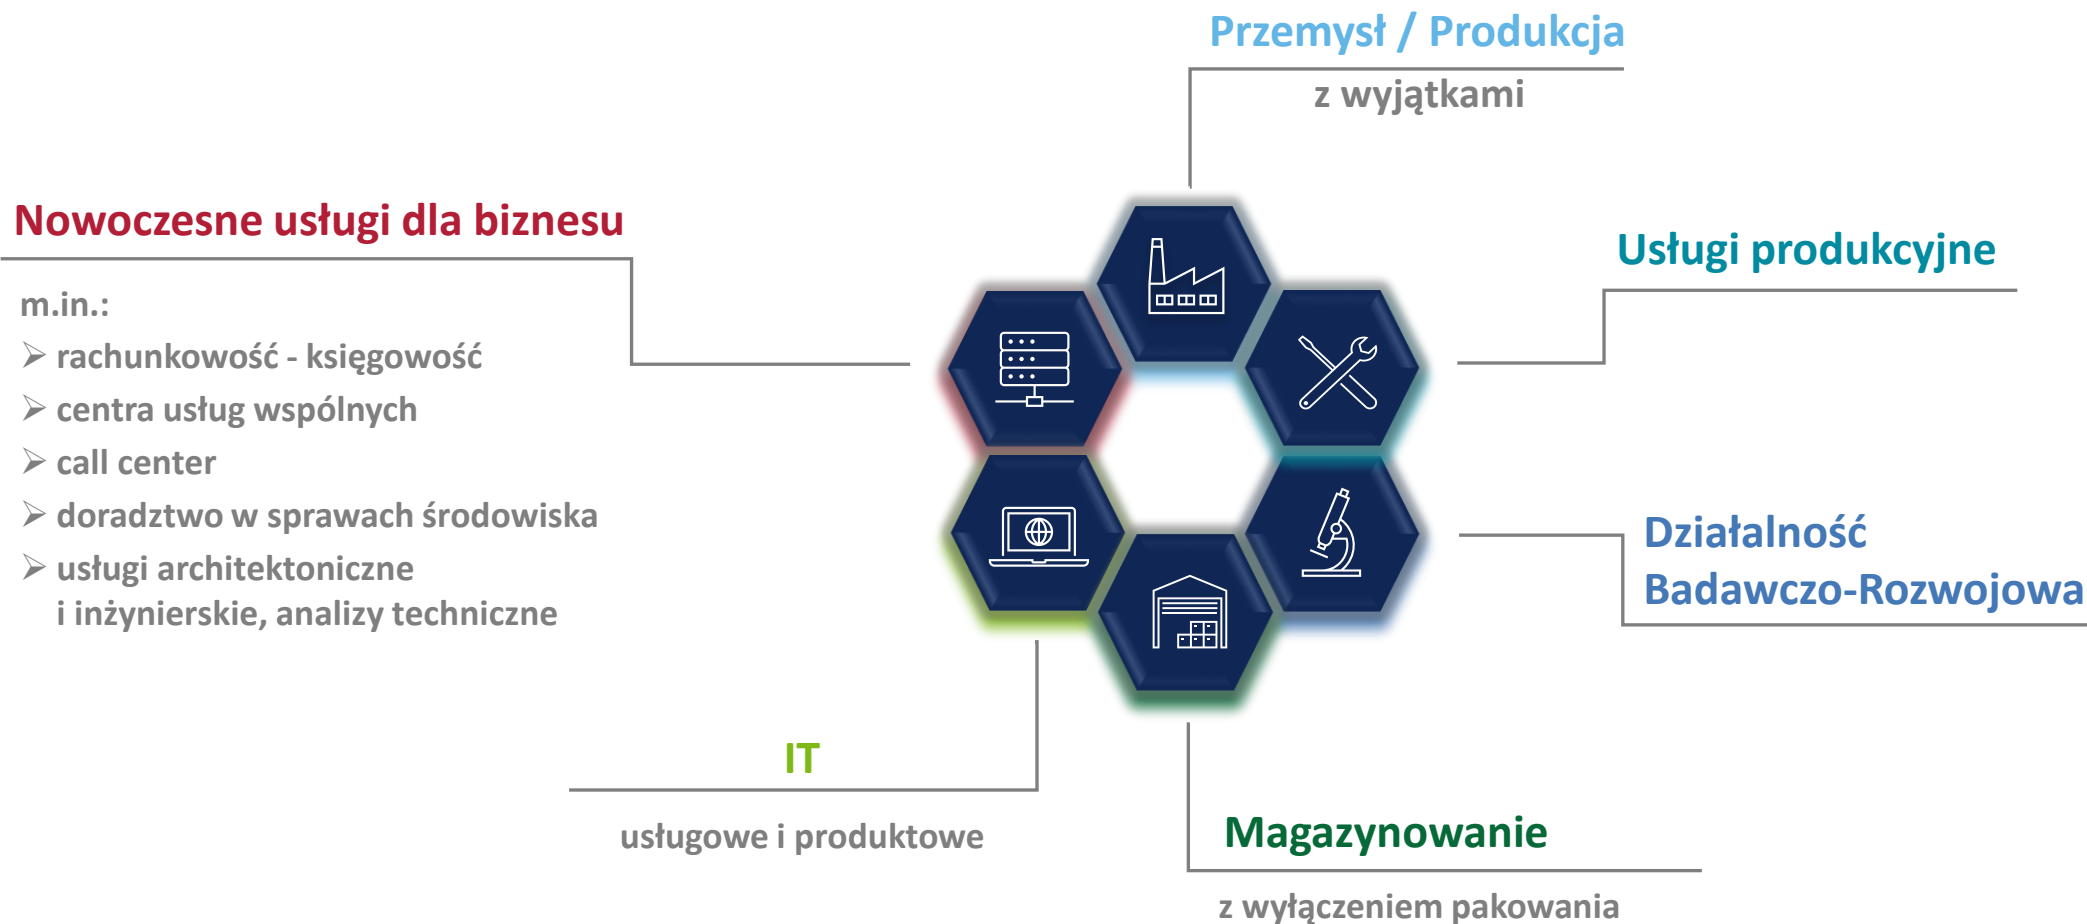 Przemysł / Produkcja
z wyjątkami
Nowoczesne usługi dla biznesu
m.in.:
➢ rachunkowość - księgowość
➢ centra usług wspólnych
➢ call center
➢ doradztwo w sprawach środowiska
➢ usługi architektoniczne
i inżynierskie, analizy techniczne
Usługi produkcyjne
Działalność
Badawczo-Rozwojowa
IT
usługowe i produktowe
Magazynowanie
z wyłączeniem pakowania